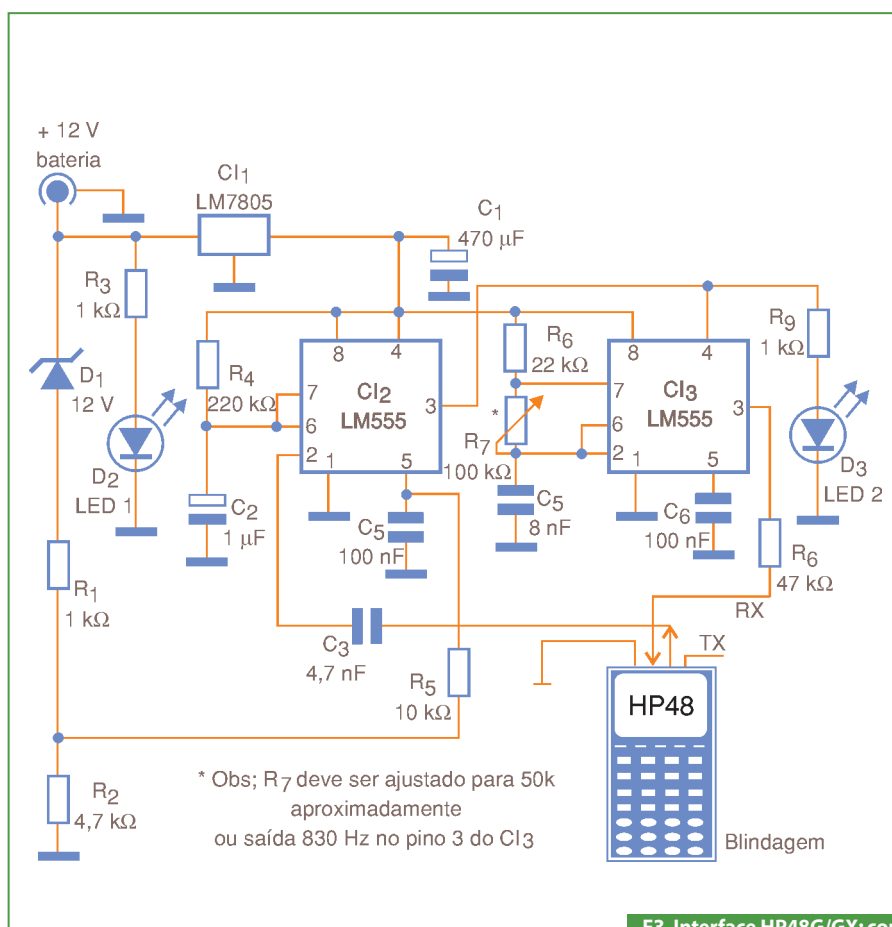 + 12 V
bateria
CI1
LM7805
C1
470 µF
R3
1 kΩ
D1
12 V
R4
220 kΩ
8
4
7
6
2
1
5
3
CI2
LM555
R6
22 kΩ
*
R7
100 kΩ
8
4
7
6
2
1
5
3
CI3
LM555
R9
1 kΩ
D2
LED 1
C2
1 µF
C5
100 nF
C5
8 nF
C6
100 nF
D3
LED 2
R1
1 kΩ
R6
47 kΩ
RX
C3
4,7 nF
TX
R5
10 kΩ
HP48
R2
4,7 kΩ
* Obs; R7 deve ser ajustado para 50k
aproximadamente
ou saída 830 Hz no pino 3 do CI3
Blindagem
F3. Interface HP48G/GX: